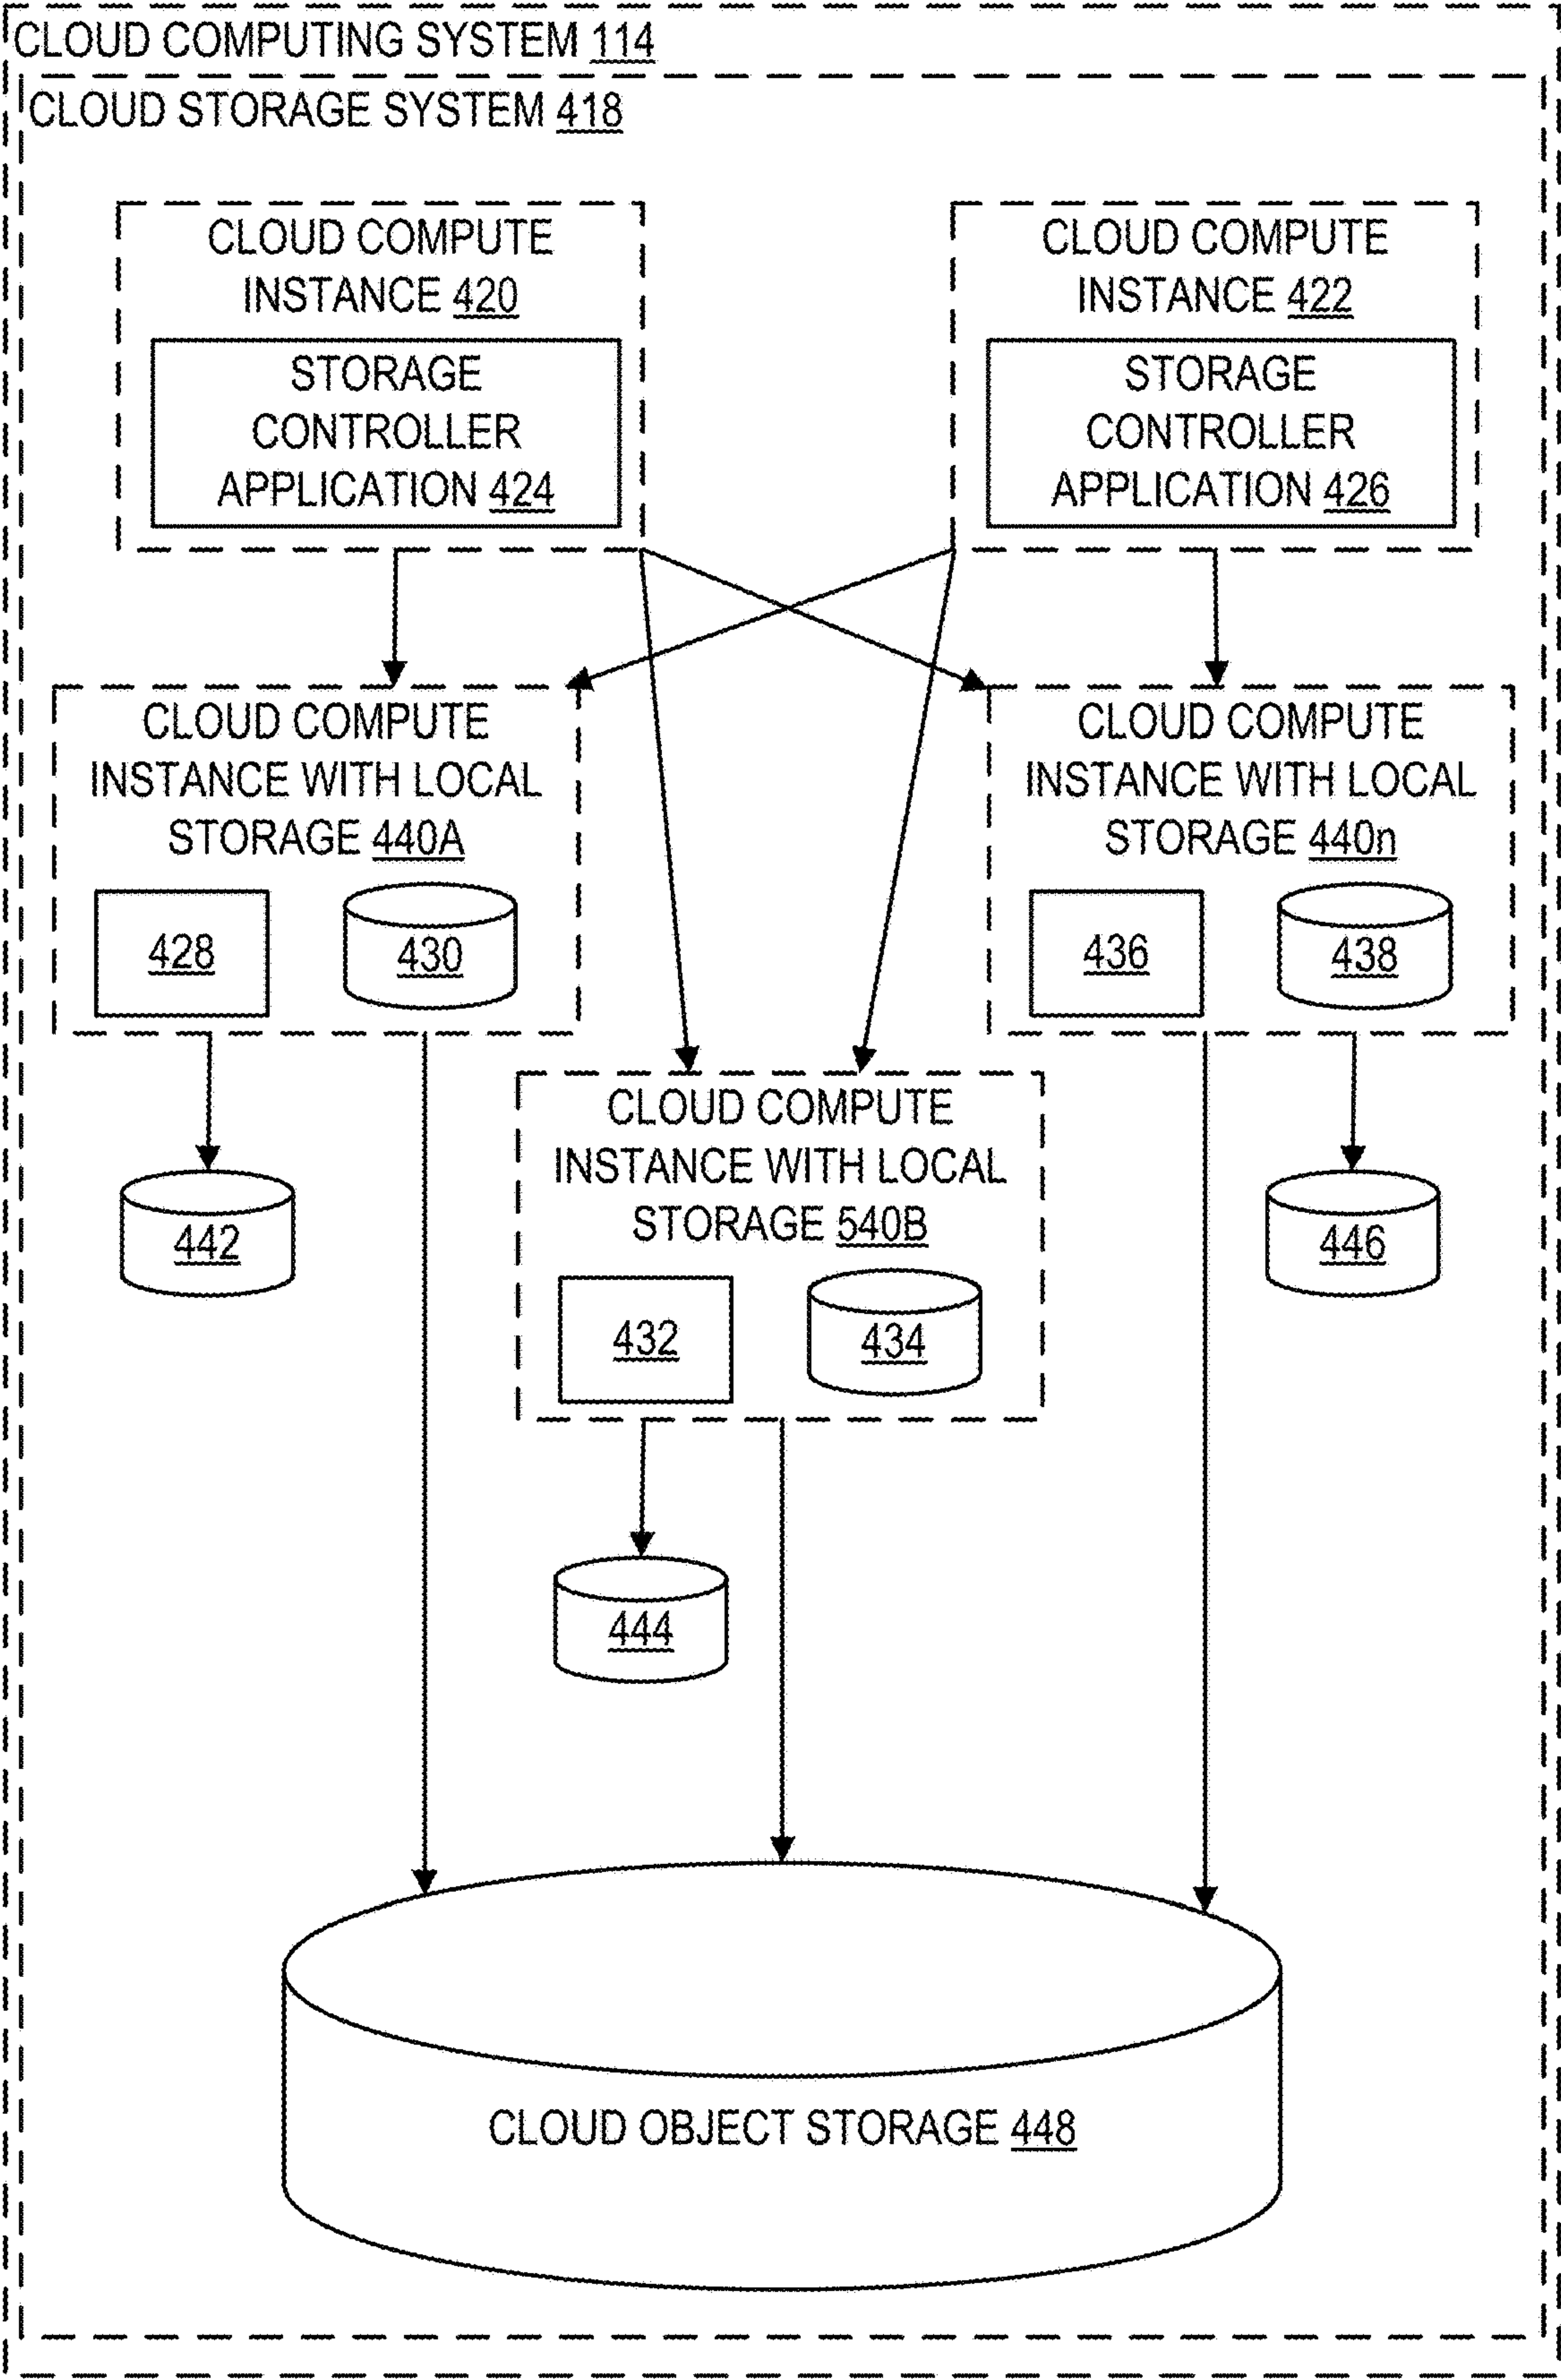 CLOUD COMPUTING SYSTEM 114
CLOUD STORAGE SYSTEM 418
CLOUD COMPUTE
INSTANCE 420
STORAGE
CONTROLLER
APPLICATION 424
CLOUD COMPUTE
INSTANCE 422
STORAGE
CONTROLLER
APPLICATION 426
CLOUD COMPUTE
INSTANCE WITH LOCAL
STORAGE 440A
428
430
CLOUD COMPUTE
INSTANCE WITH LOCAL
STORAGE 440n
436
438
CLOUD COMPUTE
INSTANCE WITH LOCAL
STORAGE 540B
432
434
442
446
444
CLOUD OBJECT STORAGE 448